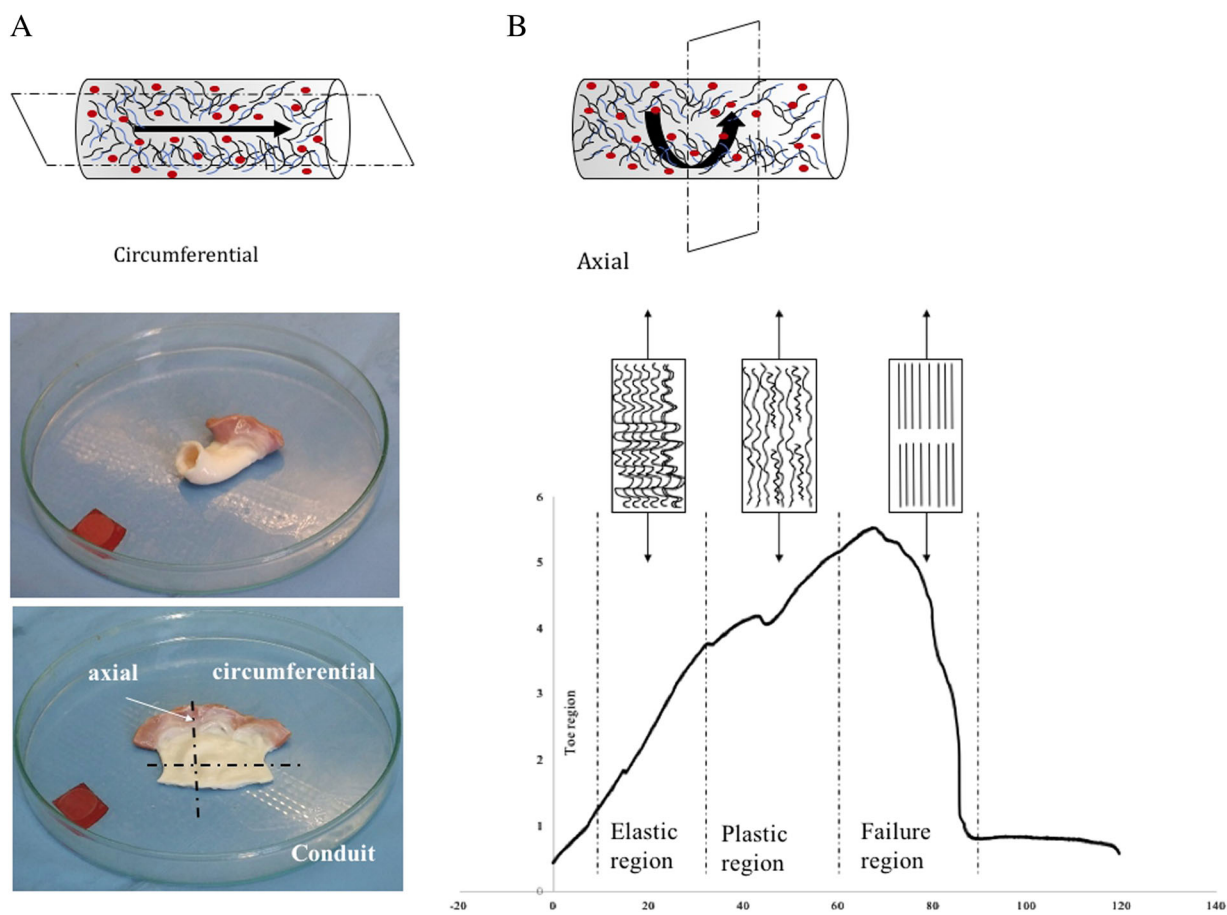 A
B
Circumferential
Axial
axial
circumferential
Conduit
6
5
4
3
2
1
0
Toe region
Elastic
region
Plastic
region
Failure
region
-20
0
20
40
60
80
100
120
140